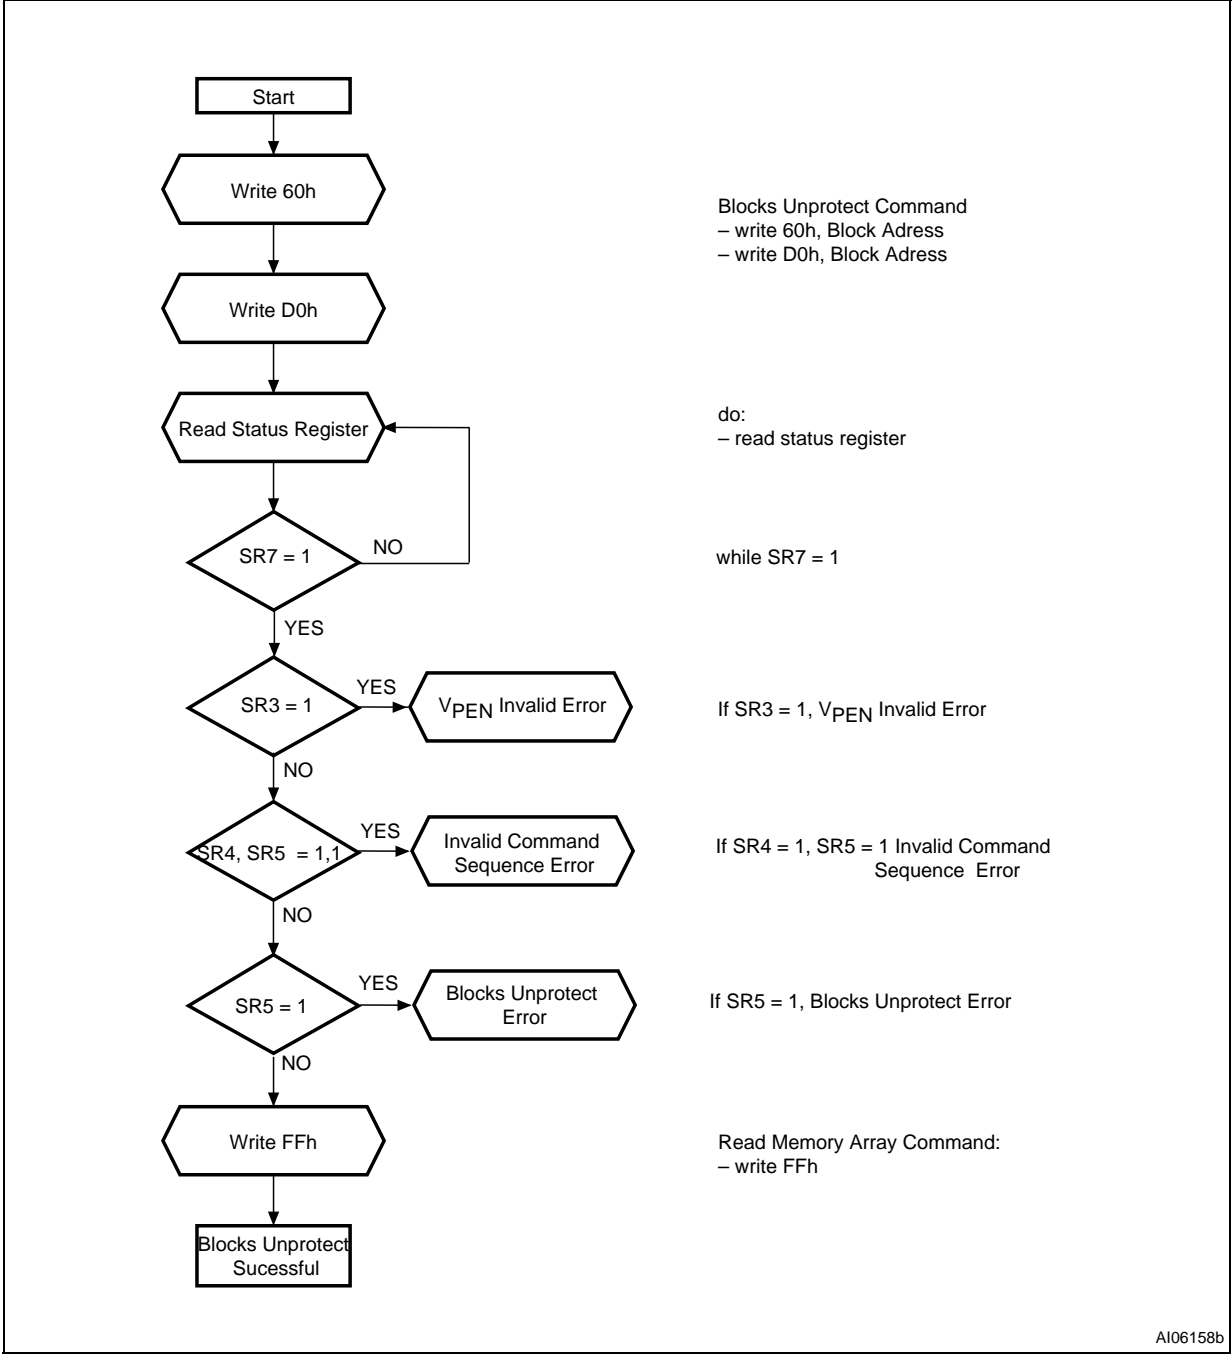 Start
Write 60h
Blocks Unprotect Command
– write 60h, Block Adress
– write D0h, Block Adress
Write D0h
Read Status Register
do:
– read status register
SR7 = 1
NO
while SR7 = 1
YES
SR3 = 1
YES
VPEN Invalid Error
If SR3 = 1, VPEN Invalid Error
NO
SR4, SR5 = 1,1
YES
Invalid Command
Sequence Error
If SR4 = 1, SR5 = 1 Invalid Command
Sequence Error
NO
SR5 = 1
YES
Blocks Unprotect
Error
If SR5 = 1, Blocks Unprotect Error
NO
Write FFh
Read Memory Array Command:
– write FFh
Blocks Unprotect
Sucessful
AI06158b